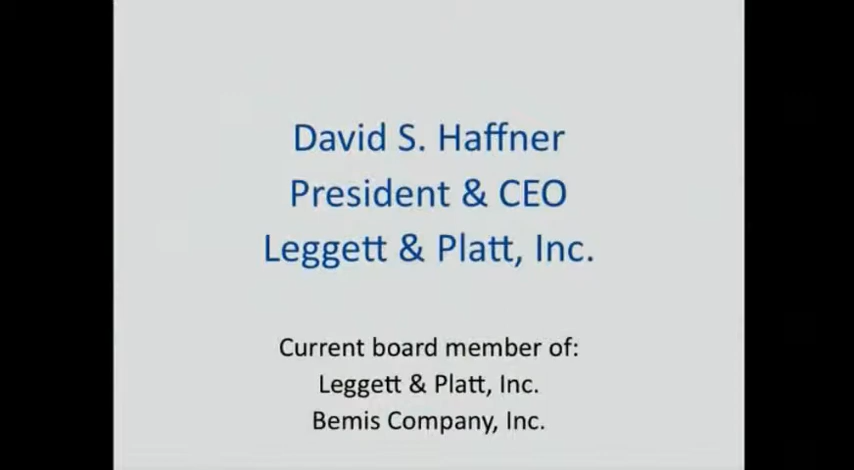 David S. Haffner
President & CEO
Leggett & Platt, Inc.
Current board member of:
Leggett & Platt, Inc.
Bemis Company, Inc.